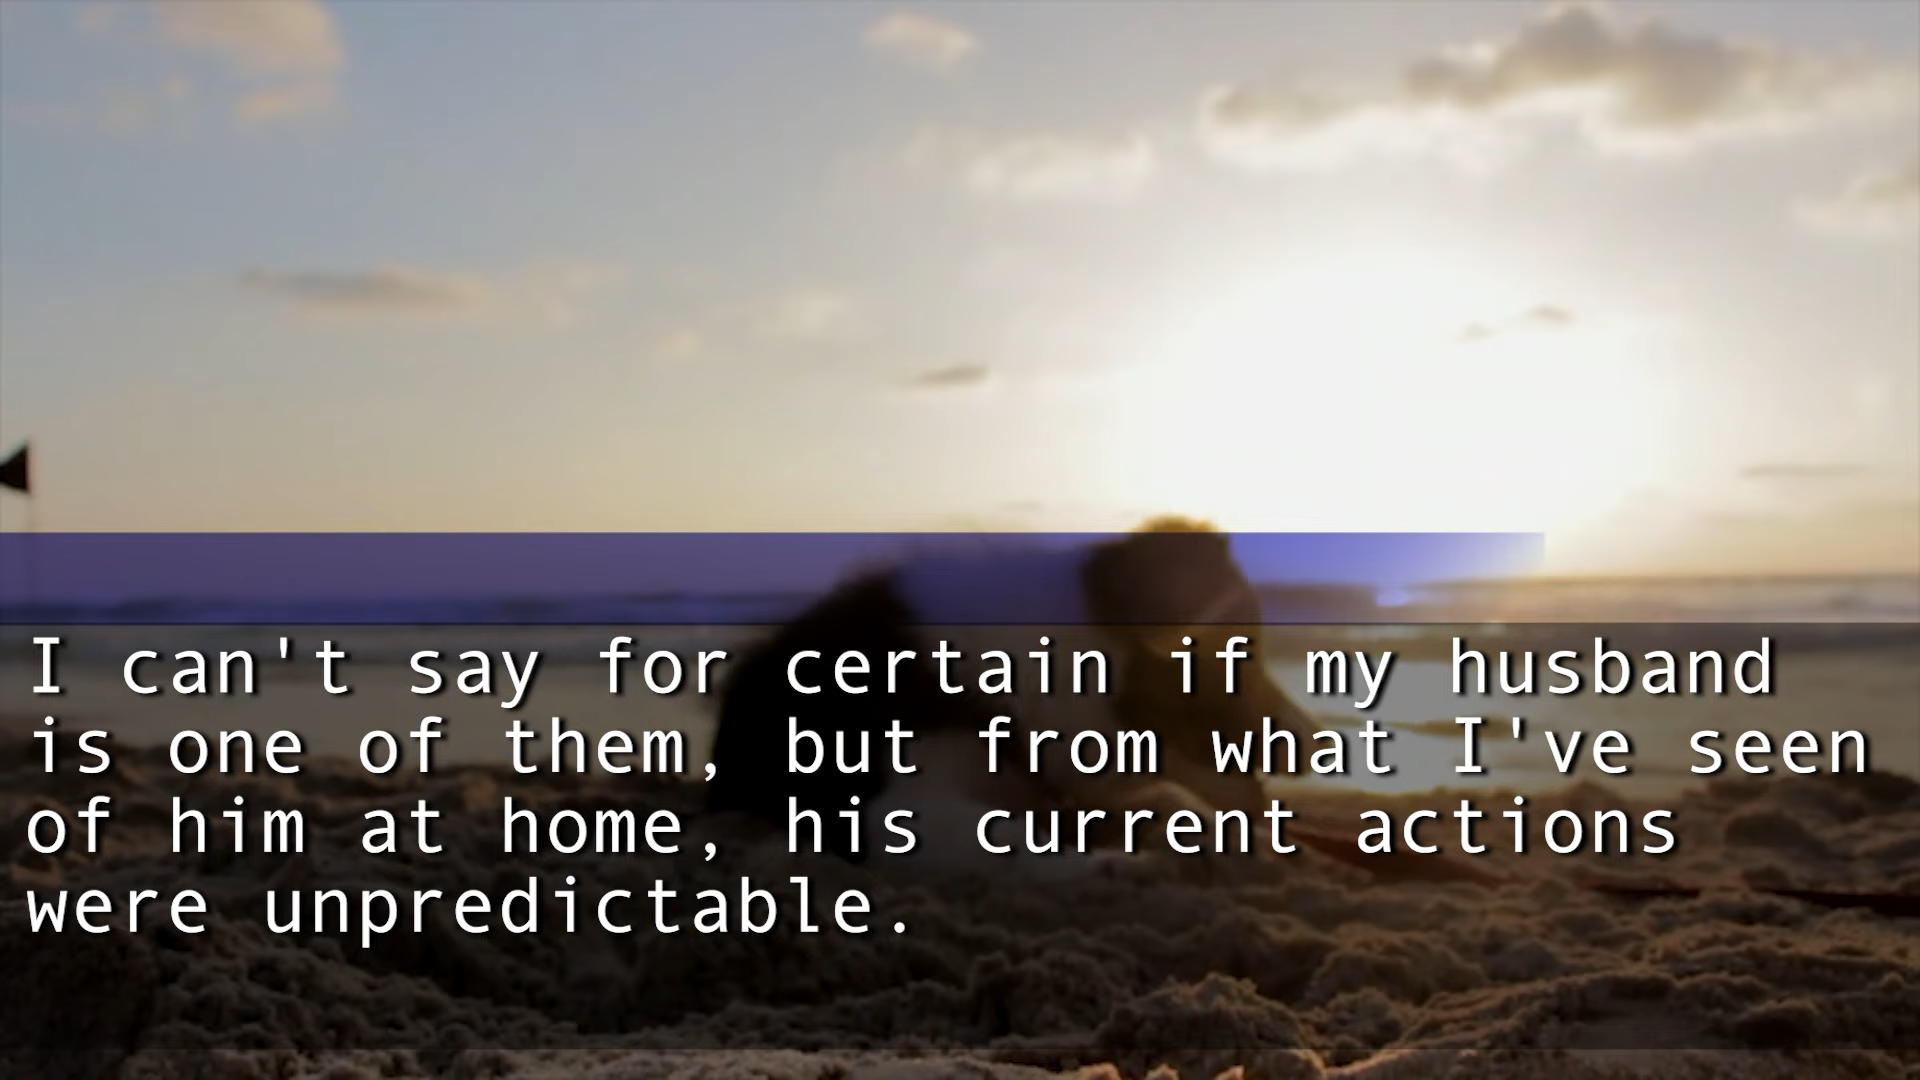 I can't say for certain if my husband
is one of them, but from what I've seen
of him at home, his current actions
were unpredictable.